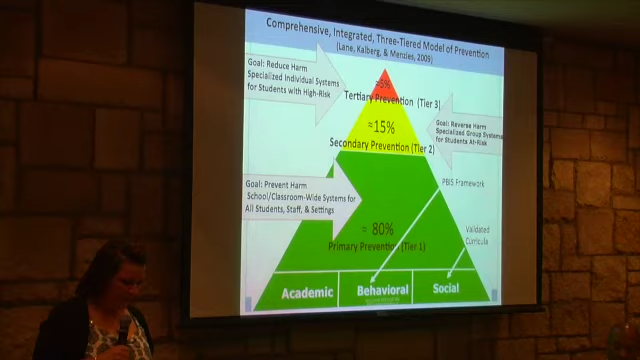 Comprehensive, Integrated, Three-Tiered Model of Prevention
(Lane, Kalberg, & Menzies, 2009)
Goal: Reduce Harm
Specialized Individual Systems
for Students with High-Risk
≈5%
Tertiary Prevention (Tier 3)
≈15%
Secondary Prevention (Tier 2)
Goal: Reverse Harm
Specialized Group Systems
for Students At-Risk
Goal: Prevent Harm
School/Classroom-Wide Systems for
All Students, Staff, & Settings
PBIS Framework
Validated
Curricula
≈ 80%
Primary Prevention (Tier 1)
Academic
Behavioral
Social